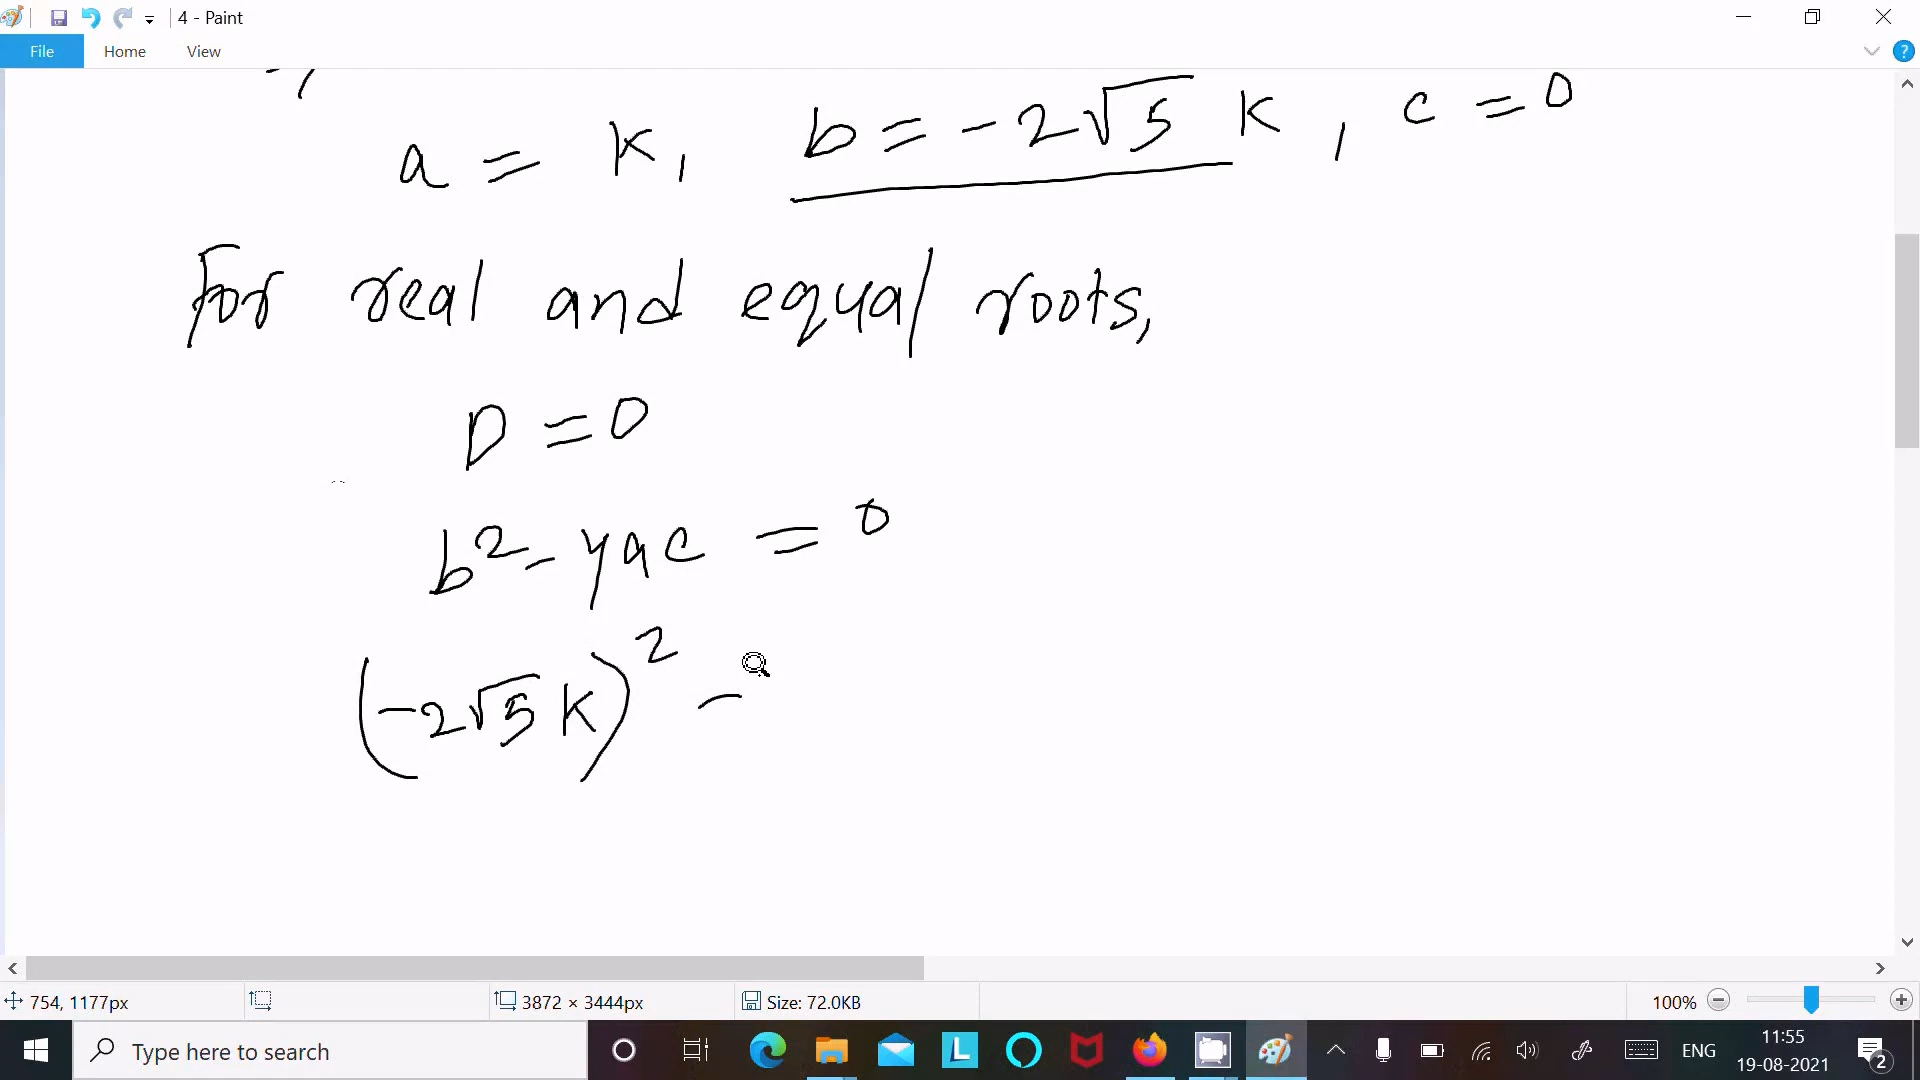 4 - Paint
File Home View
a = K, b = -2√5 K, c = 0
For real and equal roots,
D = 0
b² - 4ac = 0
(-2√5 K)² -
754, 1177px 3872 × 3444px Size: 72.0KB 100%
Type here to search L ENG 11:55
19-08-2021 2